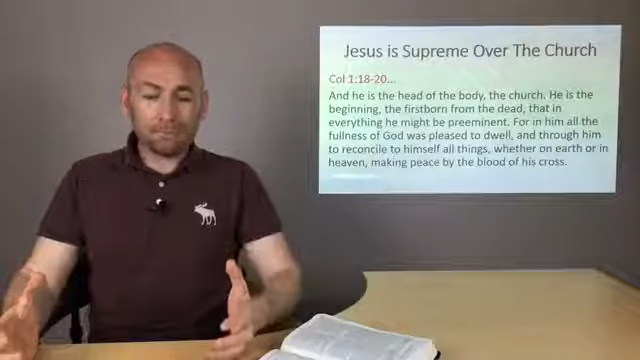 Jesus is Supreme Over The Church
Col 1:18-20...
And he is the head of the body, the church. He is the
beginning, the firstborn from the dead, that in
everything he might be preeminent. For in him all the
fullness of God was pleased to dwell, and through him
to reconcile to himself all things, whether on earth or in
heaven, making peace by the blood of his cross.